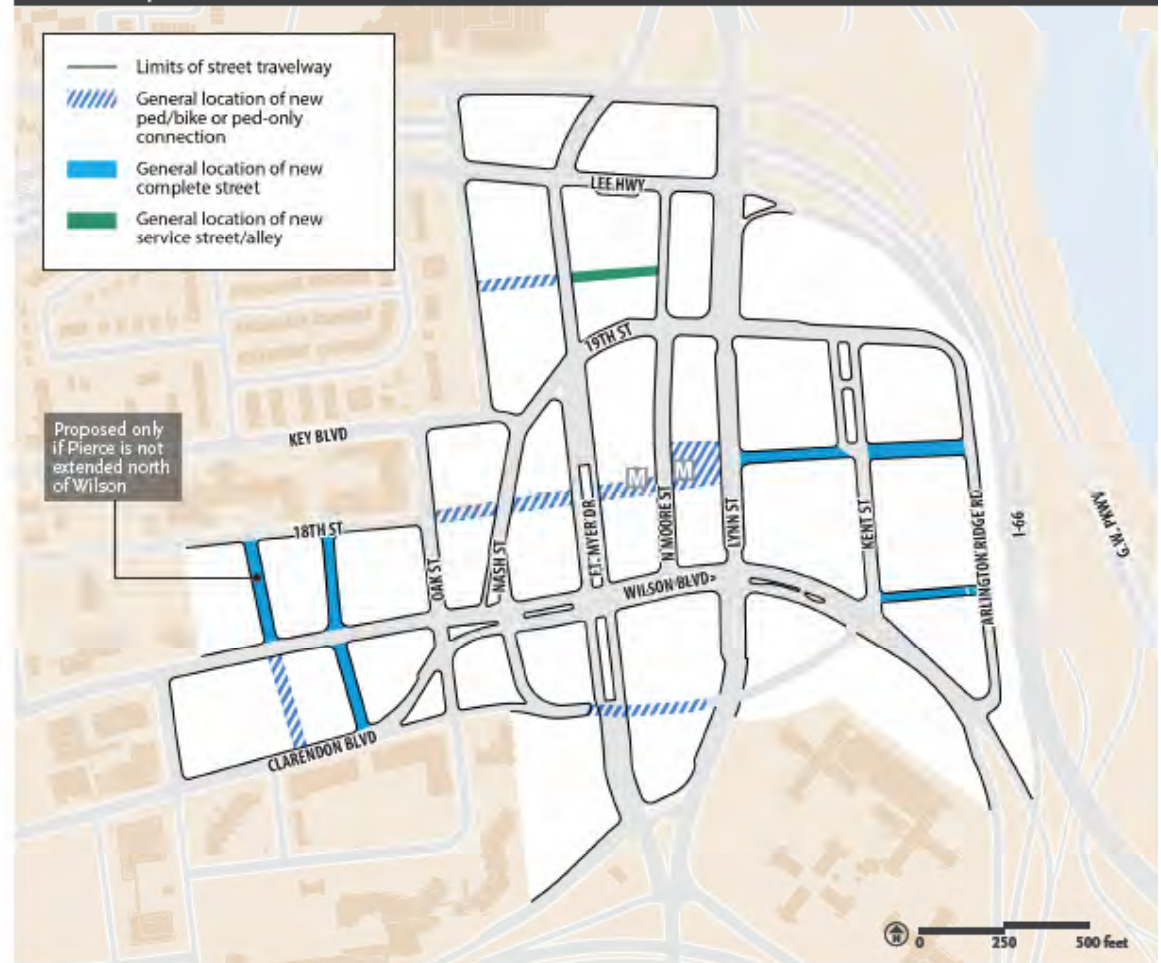 Limits of street travelway
General location of new
ped/bike or ped-only
connection
General location of new
complete street
General location of new
service street/alley
LEE HWY
19TH ST
Proposed only
if Pierce is not
extended north
of Wilson
KEY BLVD
M
M
18TH ST
OAK ST
NASH ST
FT. MYER DR
N MOORE ST
LYNN ST
KENT ST
ARLINGTON RIDGE RD
I-66
G.W. PKWY
WILSON BLVD
CLARENDON BLVD
N
0 250 500 feet